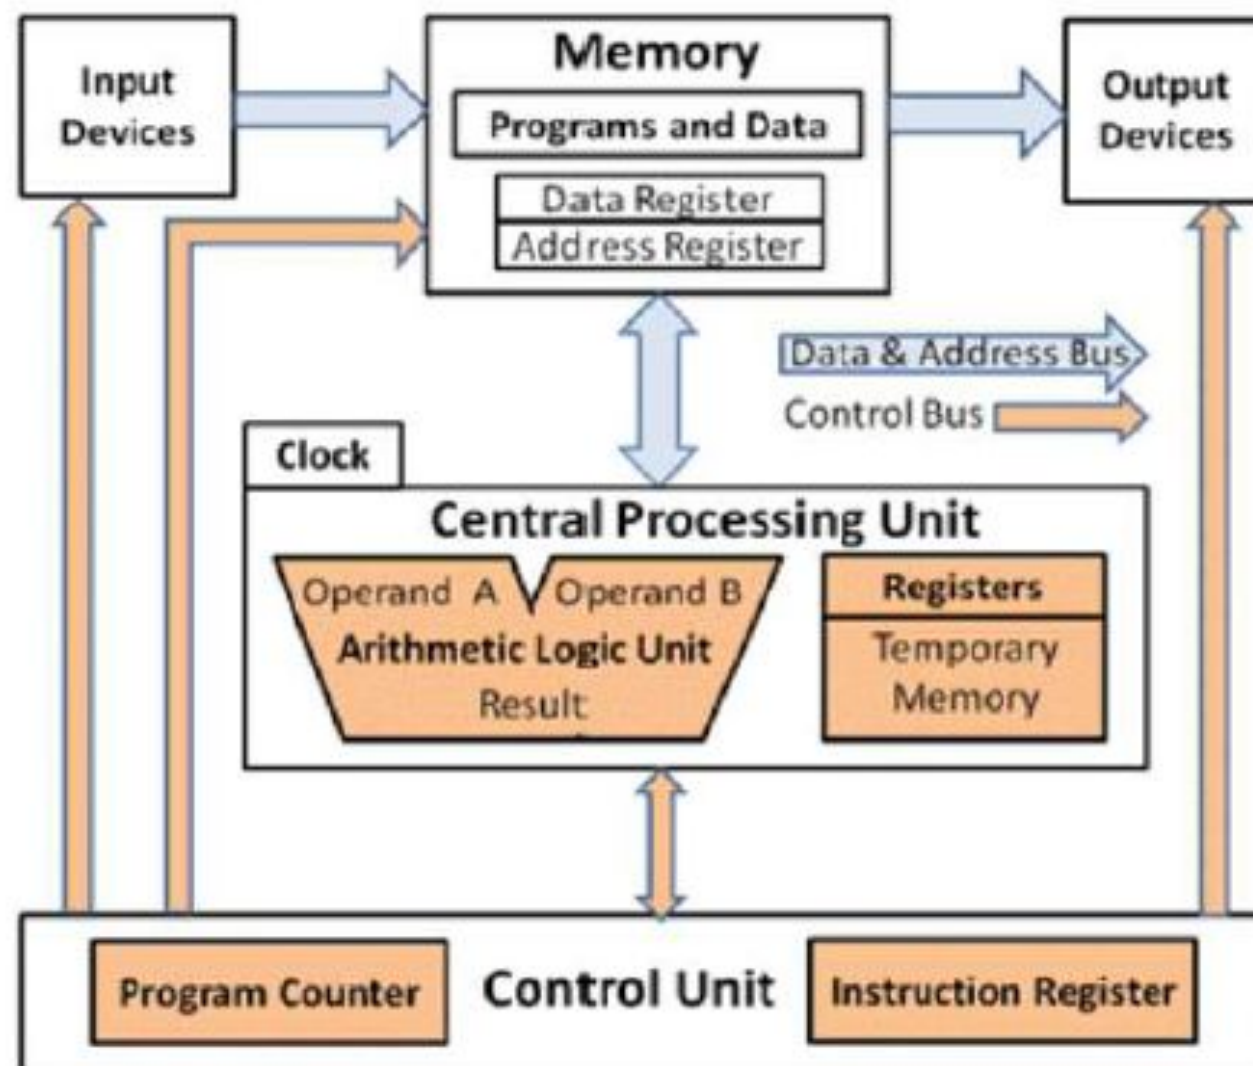 Input
Devices
Memory
Programs and Data
Data Register
Address Register
Output
Devices
Data & Address Bus
Control Bus
Clock
Central Processing Unit
Operand A
Operand B
Arithmetic Logic Unit
Result
Registers
Temporary
Memory
Program Counter
Control Unit
Instruction Register